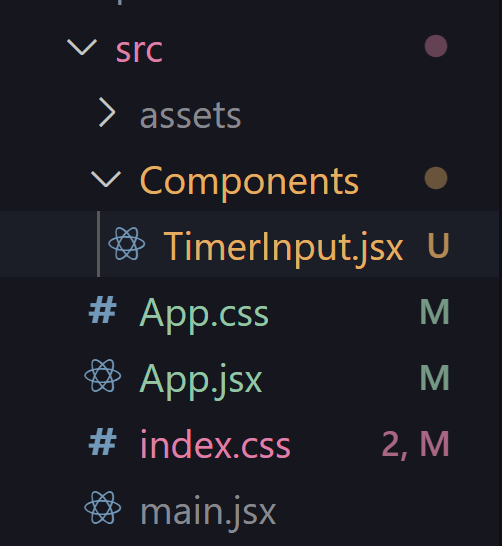 src
assets
Components
TimerInput.jsx U
# App.css M
App.jsx M
# index.css 2, M
main.jsx